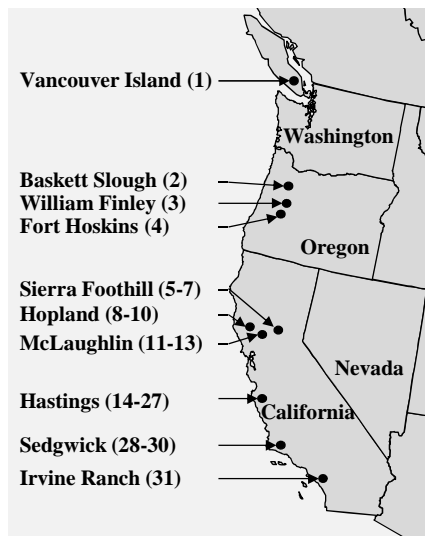 Vancouver Island (1)
Washington
Baskett Slough (2)
William Finley (3)
Fort Hoskins (4)
Oregon
Sierra Foothill (5-7)
Hopland (8-10)
McLaughlin (11-13)
Nevada
Hastings (14-27)
California
Sedgwick (28-30)
Irvine Ranch (31)